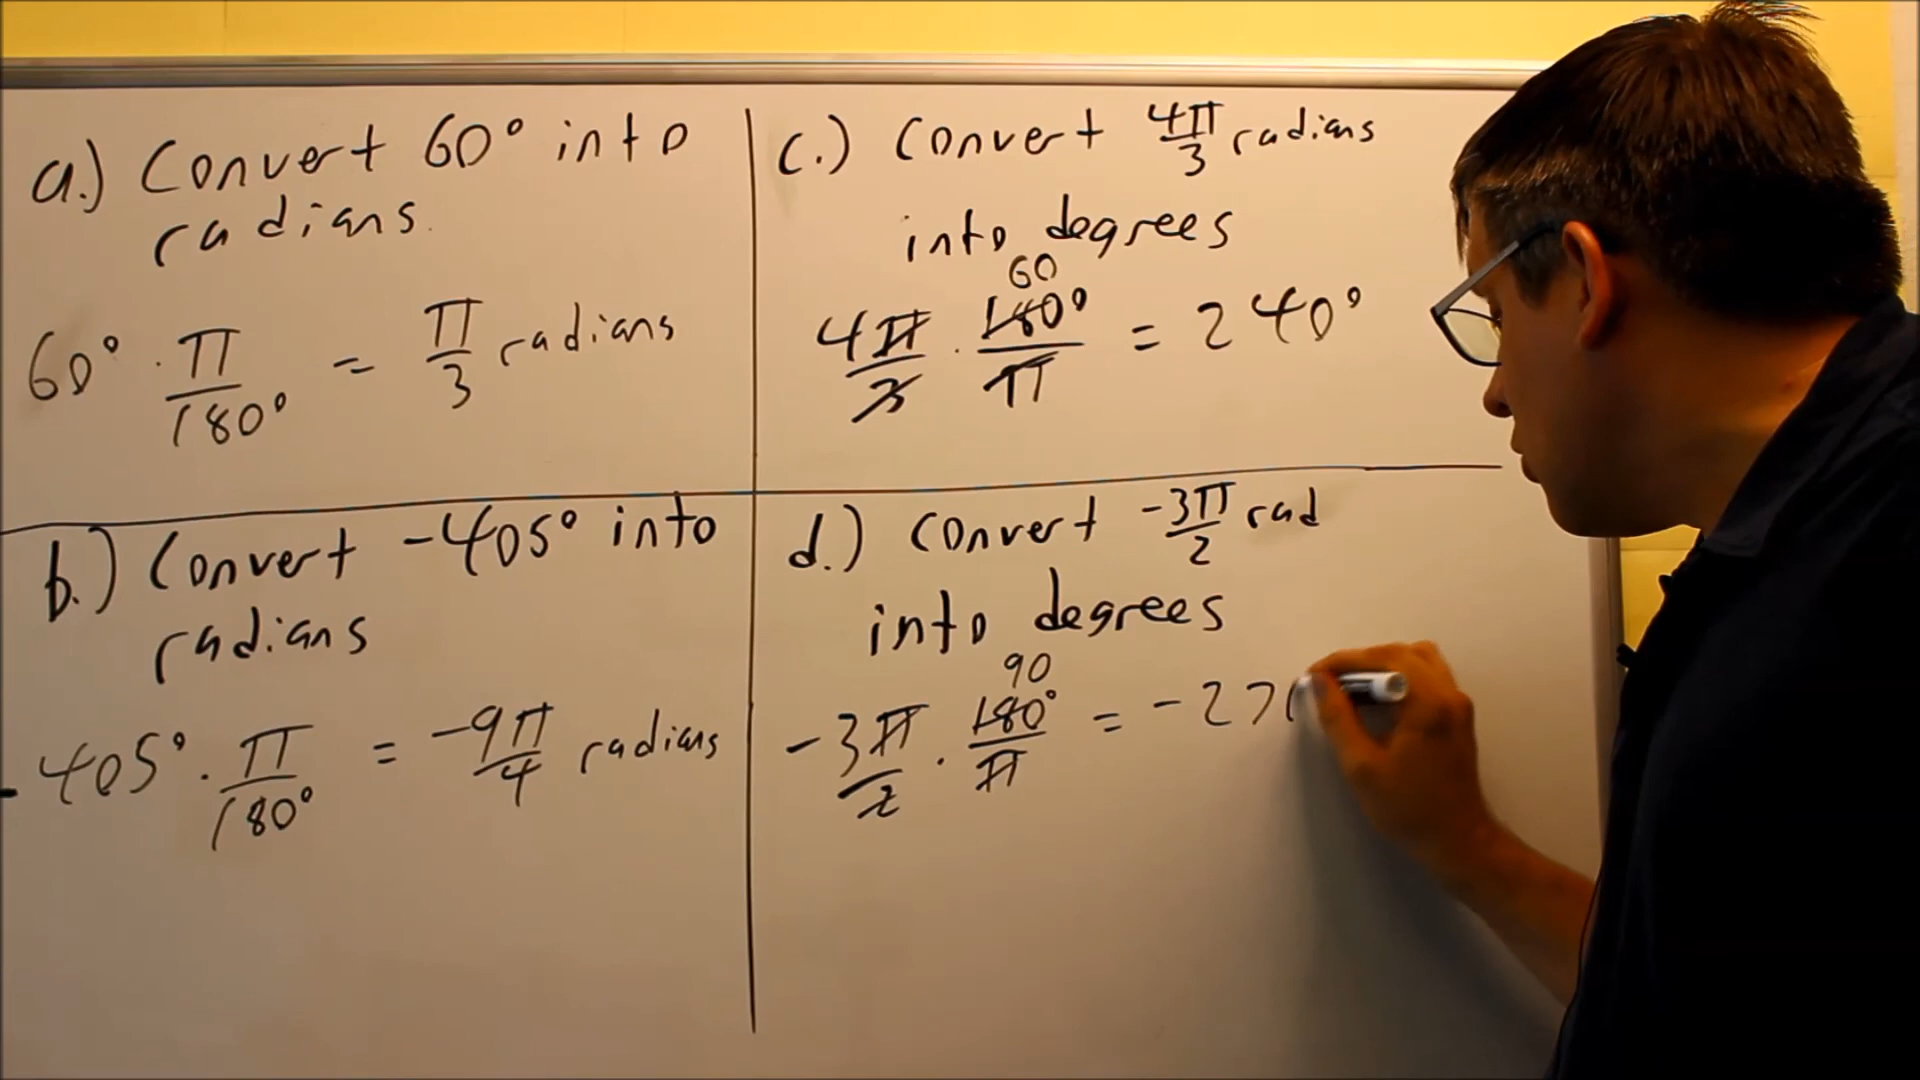 a.) Convert 60° into
radians.
60° · π/180° = π/3 radians
b.) Convert -405° into
radians
-405° · π/180° = -9π/4 radians
c.) Convert 4π/3 radians
into degrees
60
4π/3 · 180°/π = 240°
d.) Convert -3π/2 rad
into degrees
90
-3π/2 · 180°/π = -270